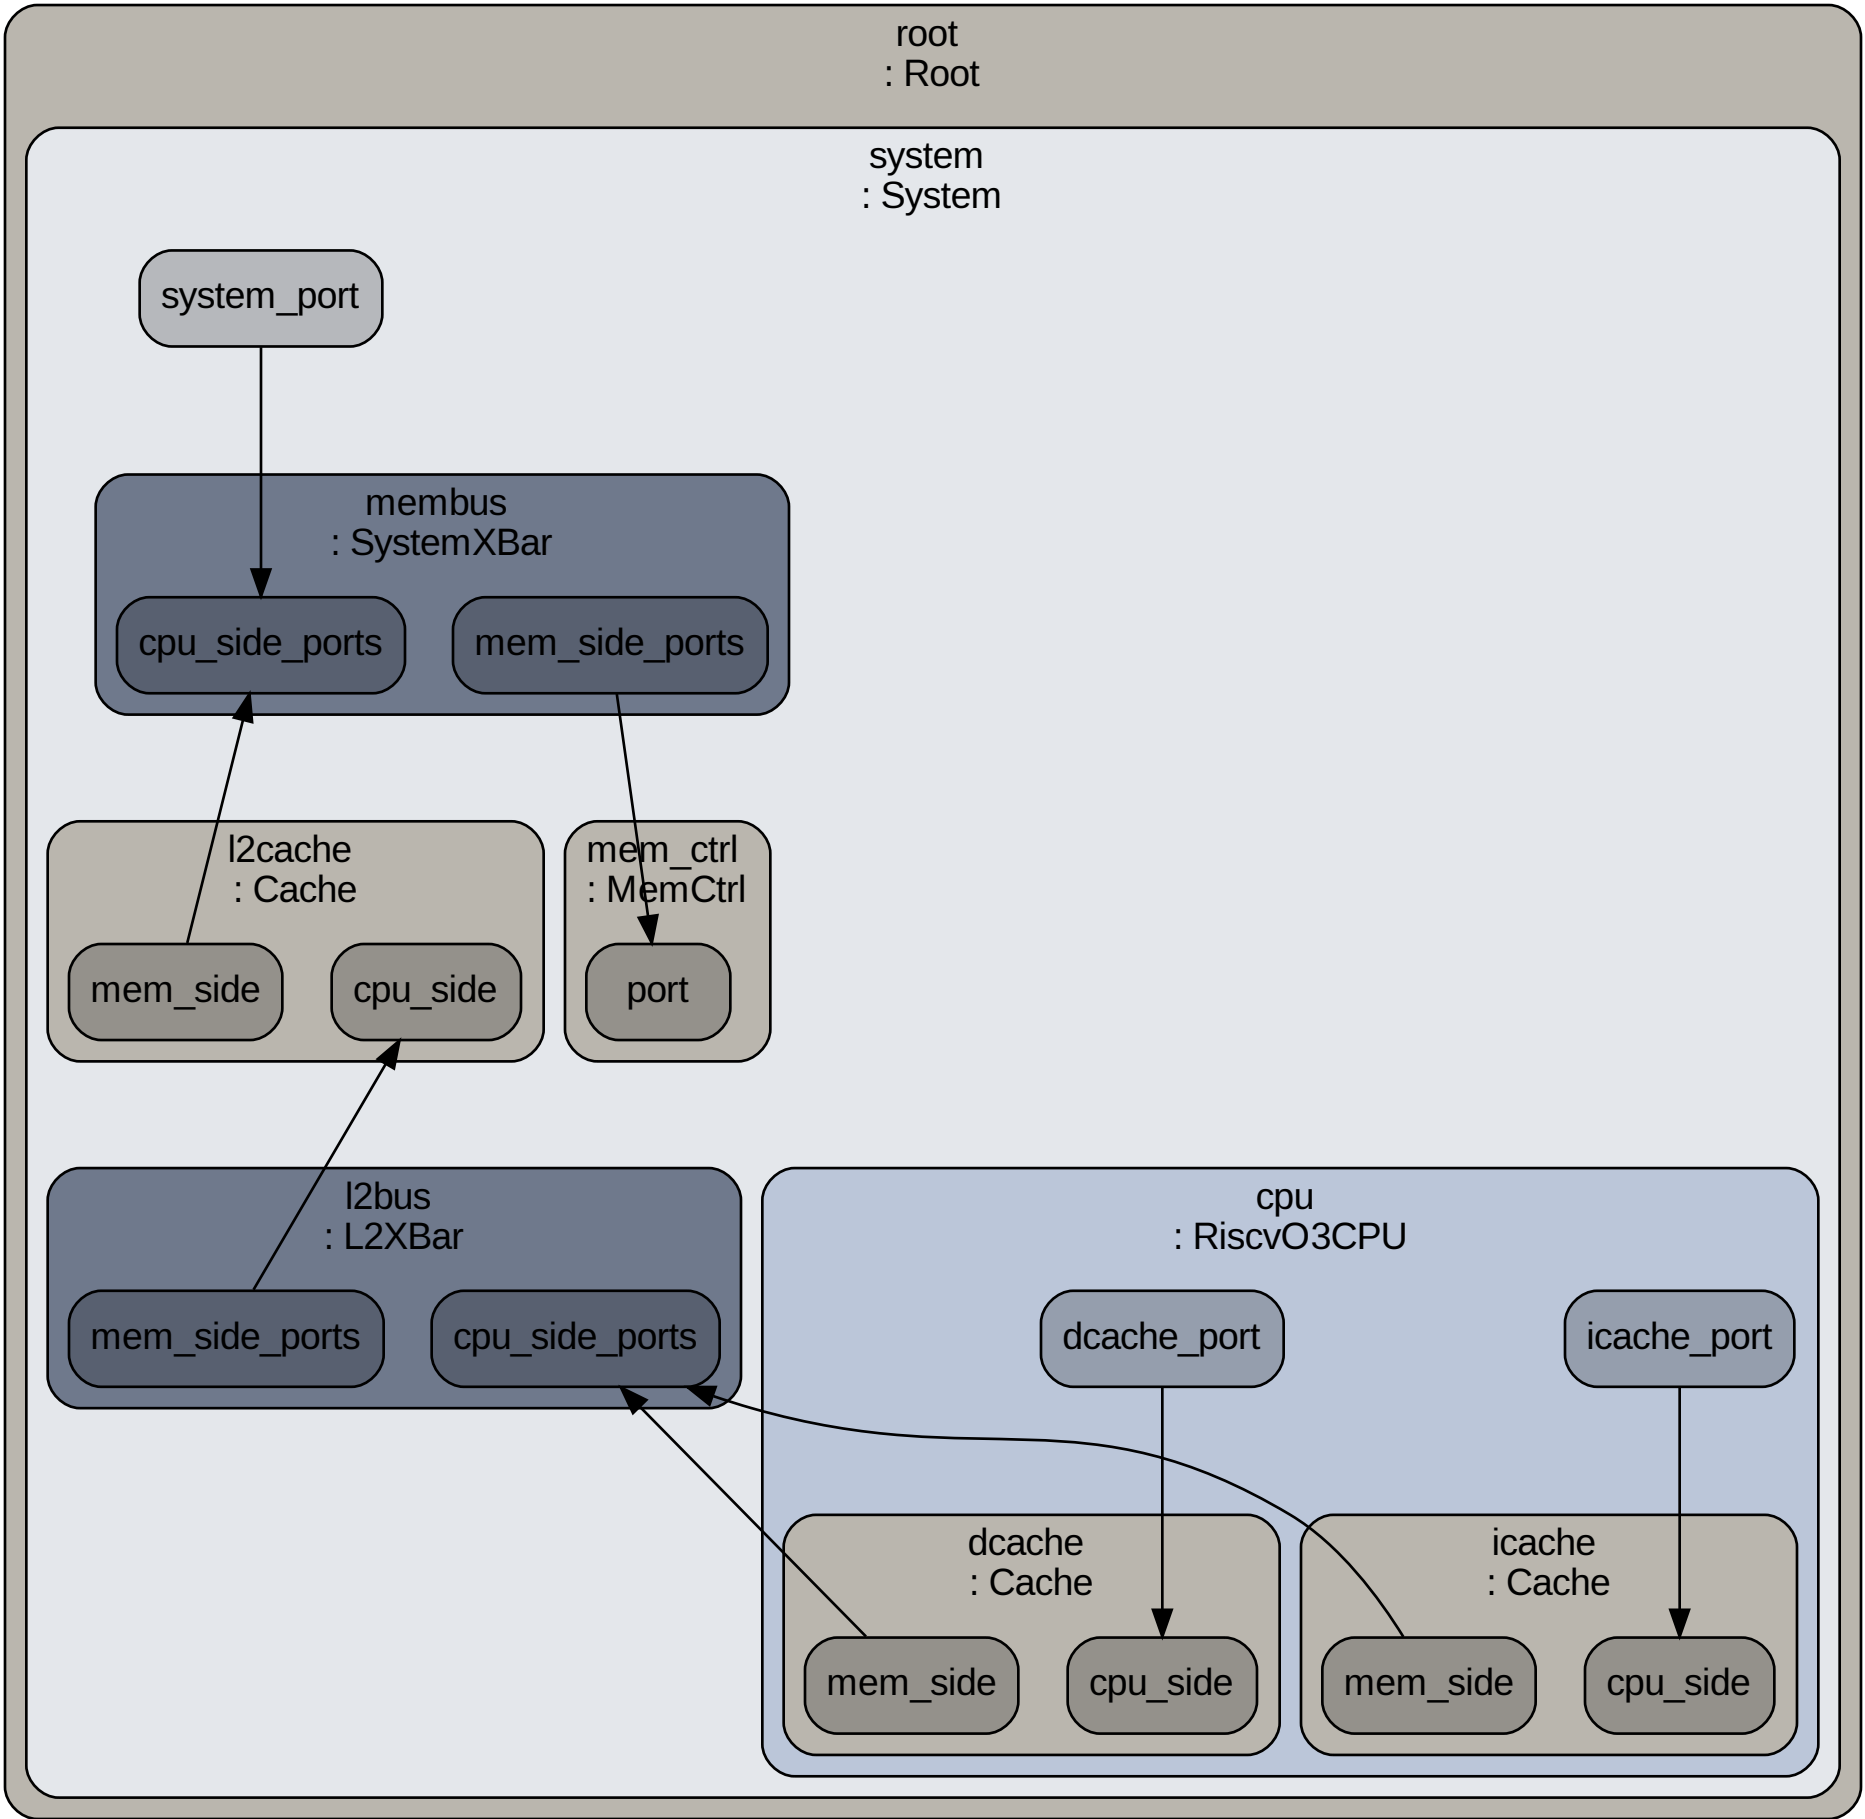 root
: Root
system
: System
system_port
membus
: SystemXBar
cpu_side_ports
mem_side_ports
l2cache
: Cache
mem_side
cpu_side
mem_ctrl
: MemCtrl
port
l2bus
: L2XBar
mem_side_ports
cpu_side_ports
cpu
: RiscvO3CPU
dcache_port
icache_port
dcache
: Cache
mem_side
cpu_side
icache
: Cache
mem_side
cpu_side